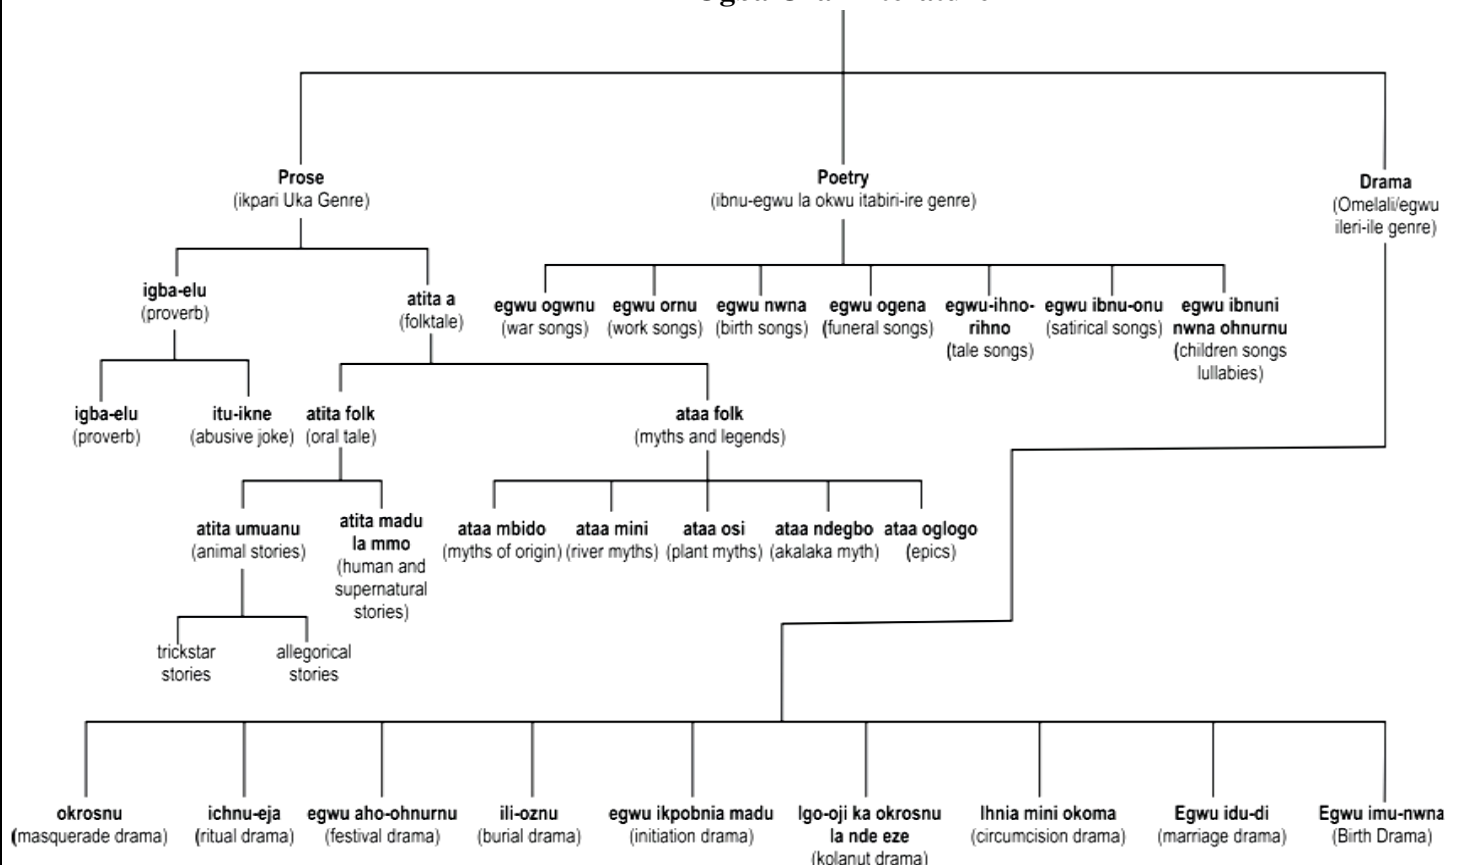 Prose
(ikpari Uka Genre)
Poetry
(ibnu-egwu la okwu itabiri-ire genre)
Drama
(Omelali/egwu
ileri-ile genre)
igba-elu
(proverb)
atita a
(folktale)
egwu ogwnu
(war songs)
egwu ornu
(work songs)
egwu nwna
(birth songs)
egwu ogena
(funeral songs)
egwu-ihno-
rihno
(tale songs)
egwu ibnu-onu
(satirical songs)
egwu ibnuni
nwna ohnurnu
(children songs
lullabies)
igba-elu
(proverb)
itu-ikne
(abusive joke)
atita folk
(oral tale)
ataa folk
(myths and legends)
atita umuanu
(animal stories)
atita madu
la mmo
(human and
supernatural
stories)
ataa mbido
(myths of origin)
ataa mini
(river myths)
ataa osi
(plant myths)
ataa ndegbo
(akalaka myth)
ataa oglogo
(epics)
trickstar
stories
allegorical
stories
okrosnu
(masquerade drama)
ichnu-eja
(ritual drama)
egwu aho-ohnurnu
(festival drama)
ili-oznu
(burial drama)
egwu ikpobnia madu
(initiation drama)
Igo-oji ka okrosnu
la nde eze
(kolanut drama)
Ihnia mini okoma
(circumcision drama)
Egwu idu-di
(marriage drama)
Egwu imu-nwna
(Birth Drama)